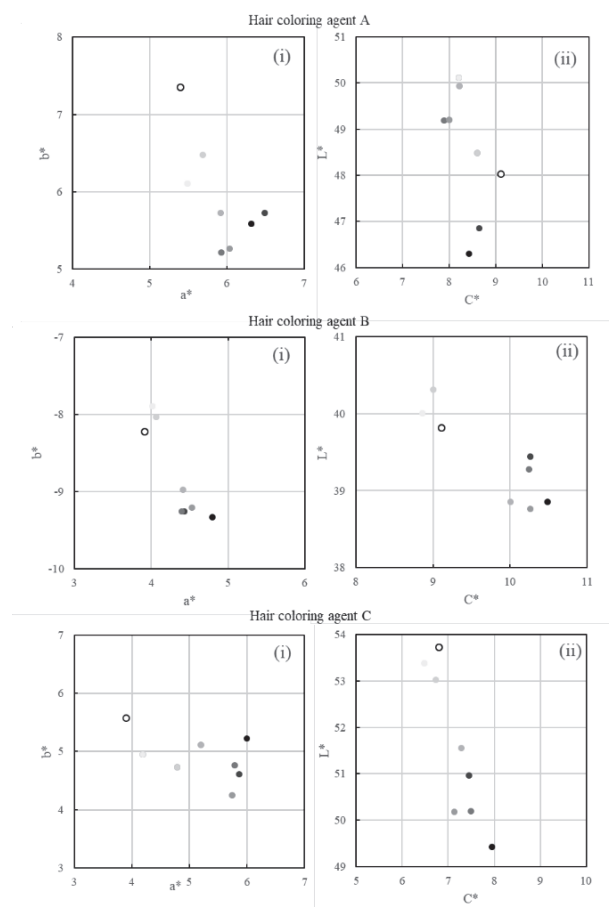 Hair coloring agent A
(i)
8
7
6
5
b*
4 5 6 7
a*
(ii)
51
50
49
48
47
46
L*
6 7 8 9 10 11
C*
Hair coloring agent B
(i)
-7
-8
-9
-10
b*
3 4 5 6
a*
(ii)
41
40
39
38
L*
8 9 10 11
C*
Hair coloring agent C
(i)
7
6
5
4
3
b*
3 4 5 6 7
a*
(ii)
54
53
52
51
50
49
L*
5 6 7 8 9 10
C*